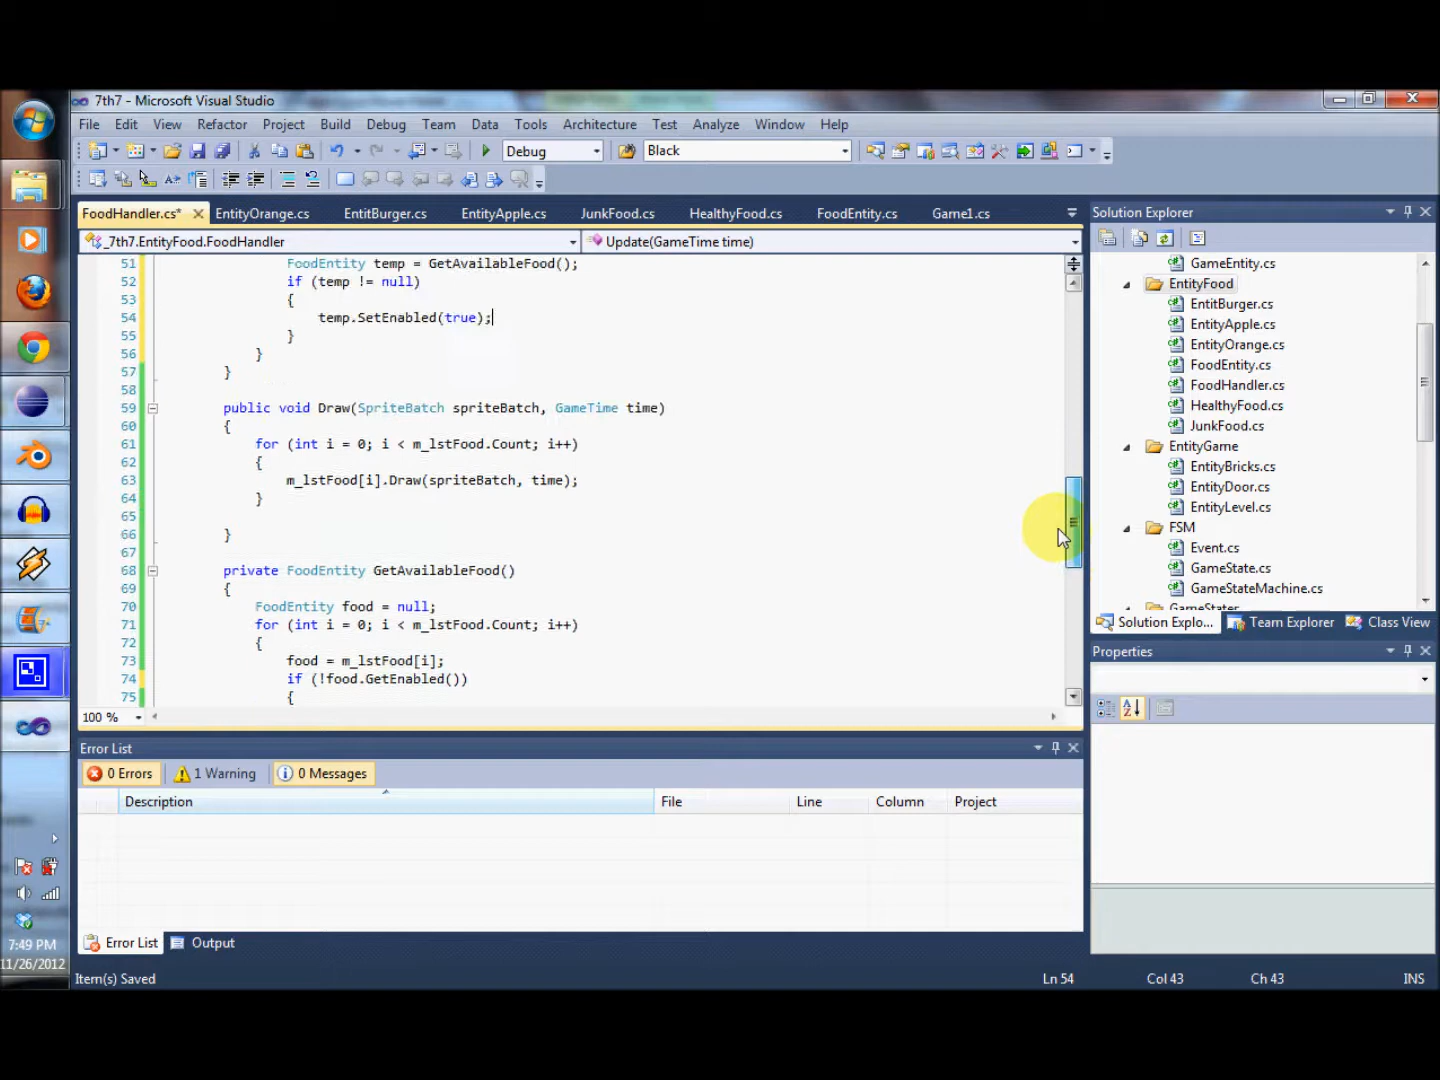 7th7 - Microsoft Visual Studio
File Edit View Refactor Project Build Debug Team Data Tools Architecture Test Analyze Window Help
Debug Black
FoodHandler.cs* EntityOrange.cs EntitBurger.cs EntityApple.cs JunkFood.cs HealthyFood.cs FoodEntity.cs Game1.cs
_7th7.EntityFood.FoodHandler Update(GameTime time)
51 FoodEntity temp = GetAvailableFood();
52 if (temp != null)
53 {
54 temp.SetEnabled(true);
55 }
56 }
57 }
58
59 public void Draw(SpriteBatch spriteBatch, GameTime time)
60 {
61 for (int i = 0; i < m_lstFood.Count; i++)
62 {
63 m_lstFood[i].Draw(spriteBatch, time);
64 }
65
66 }
67
68 private FoodEntity GetAvailableFood()
69 {
70 FoodEntity food = null;
71 for (int i = 0; i < m_lstFood.Count; i++)
72 {
73 food = m_lstFood[i];
74 if (!food.GetEnabled())
75 {
100 %
Solution Explorer
GameEntity.cs
EntityFood
EntitBurger.cs
EntityApple.cs
EntityOrange.cs
FoodEntity.cs
FoodHandler.cs
HealthyFood.cs
JunkFood.cs
EntityGame
EntityBricks.cs
EntityDoor.cs
EntityLevel.cs
FSM
Event.cs
GameState.cs
GameStateMachine.cs
Solution Explo... Team Explorer Class View
Properties
Error List
0 Errors 1 Warning 0 Messages
Description File Line Column Project
Error List Output
7:49 PM
11/26/2012
Item(s) Saved Ln 54 Col 43 Ch 43 INS